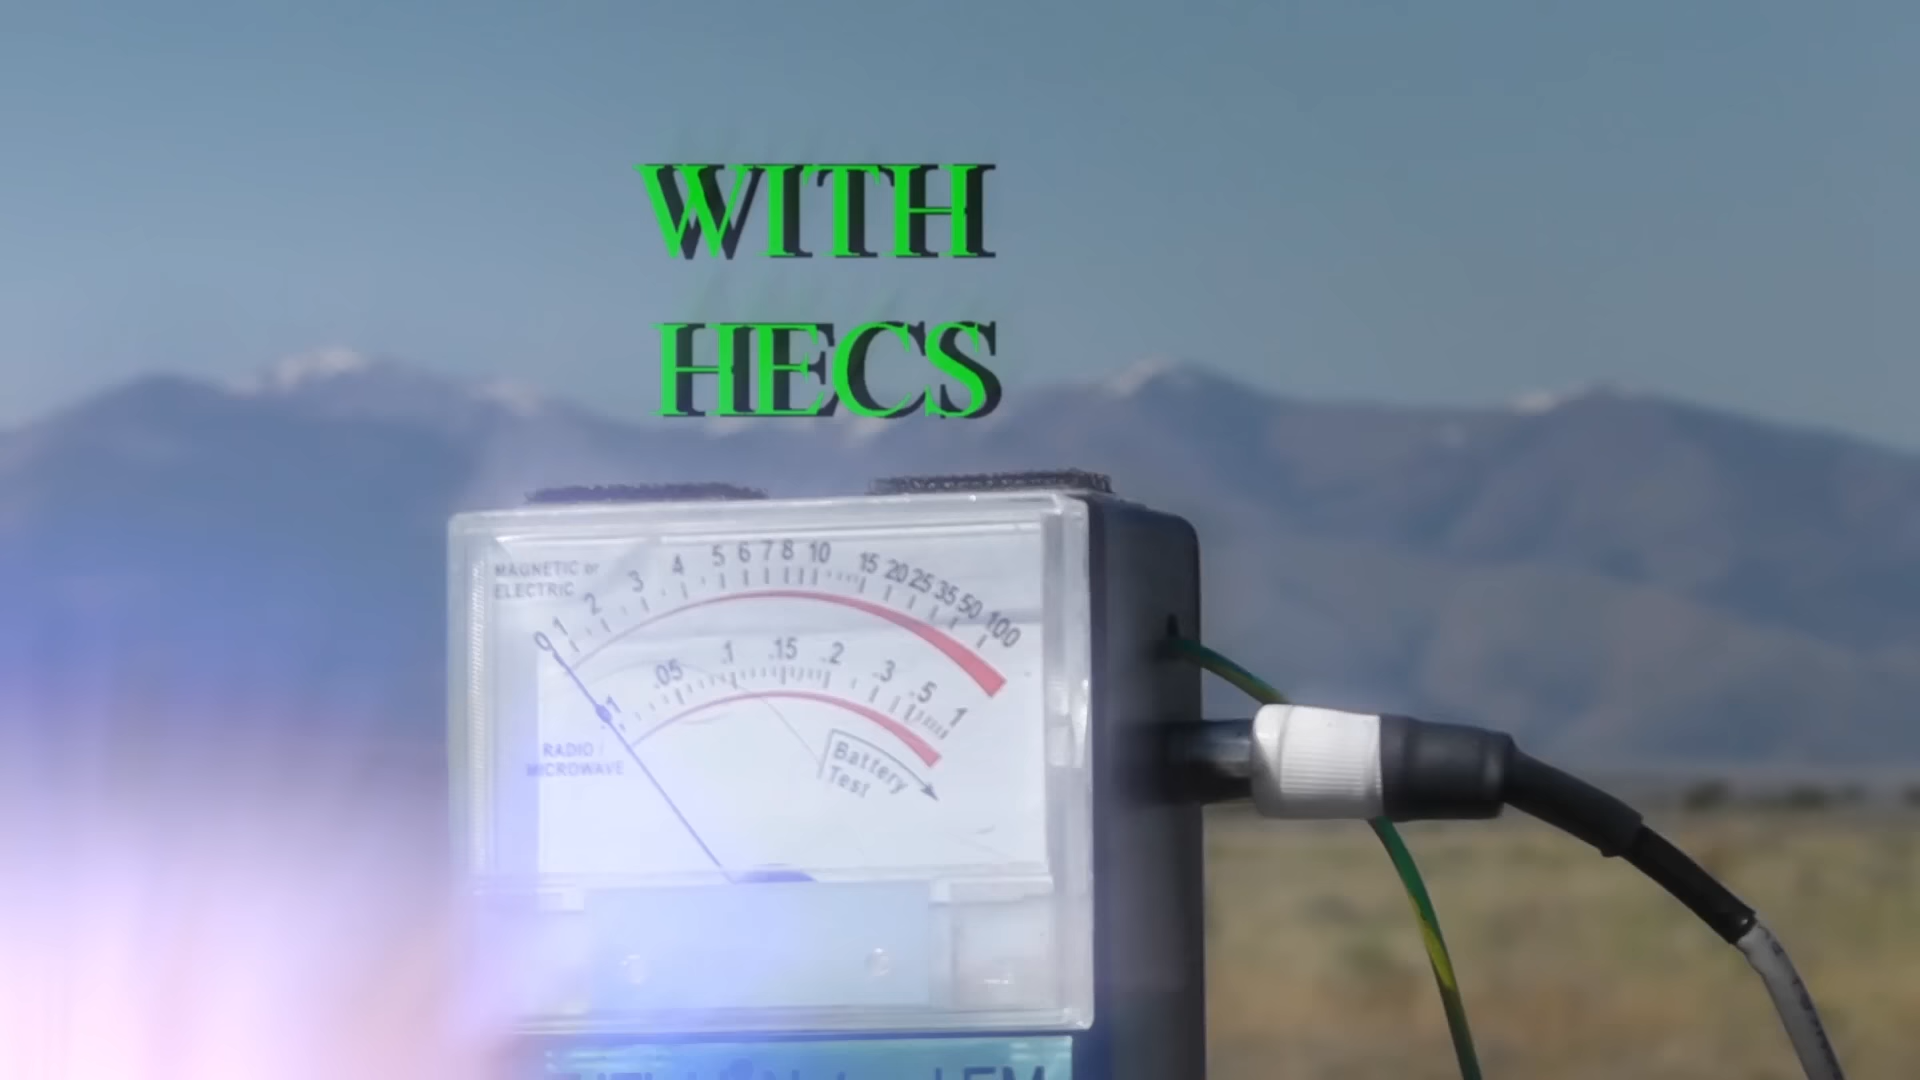 WITH
HECS
MAGNETIC or
ELECTRIC
0 1 2 3 4 5 6 7 8 10 15 20 25 35 50 100
.05 .1 .15 .2 .3 .5 1
RADIO /
MICROWAVE
Battery
Test